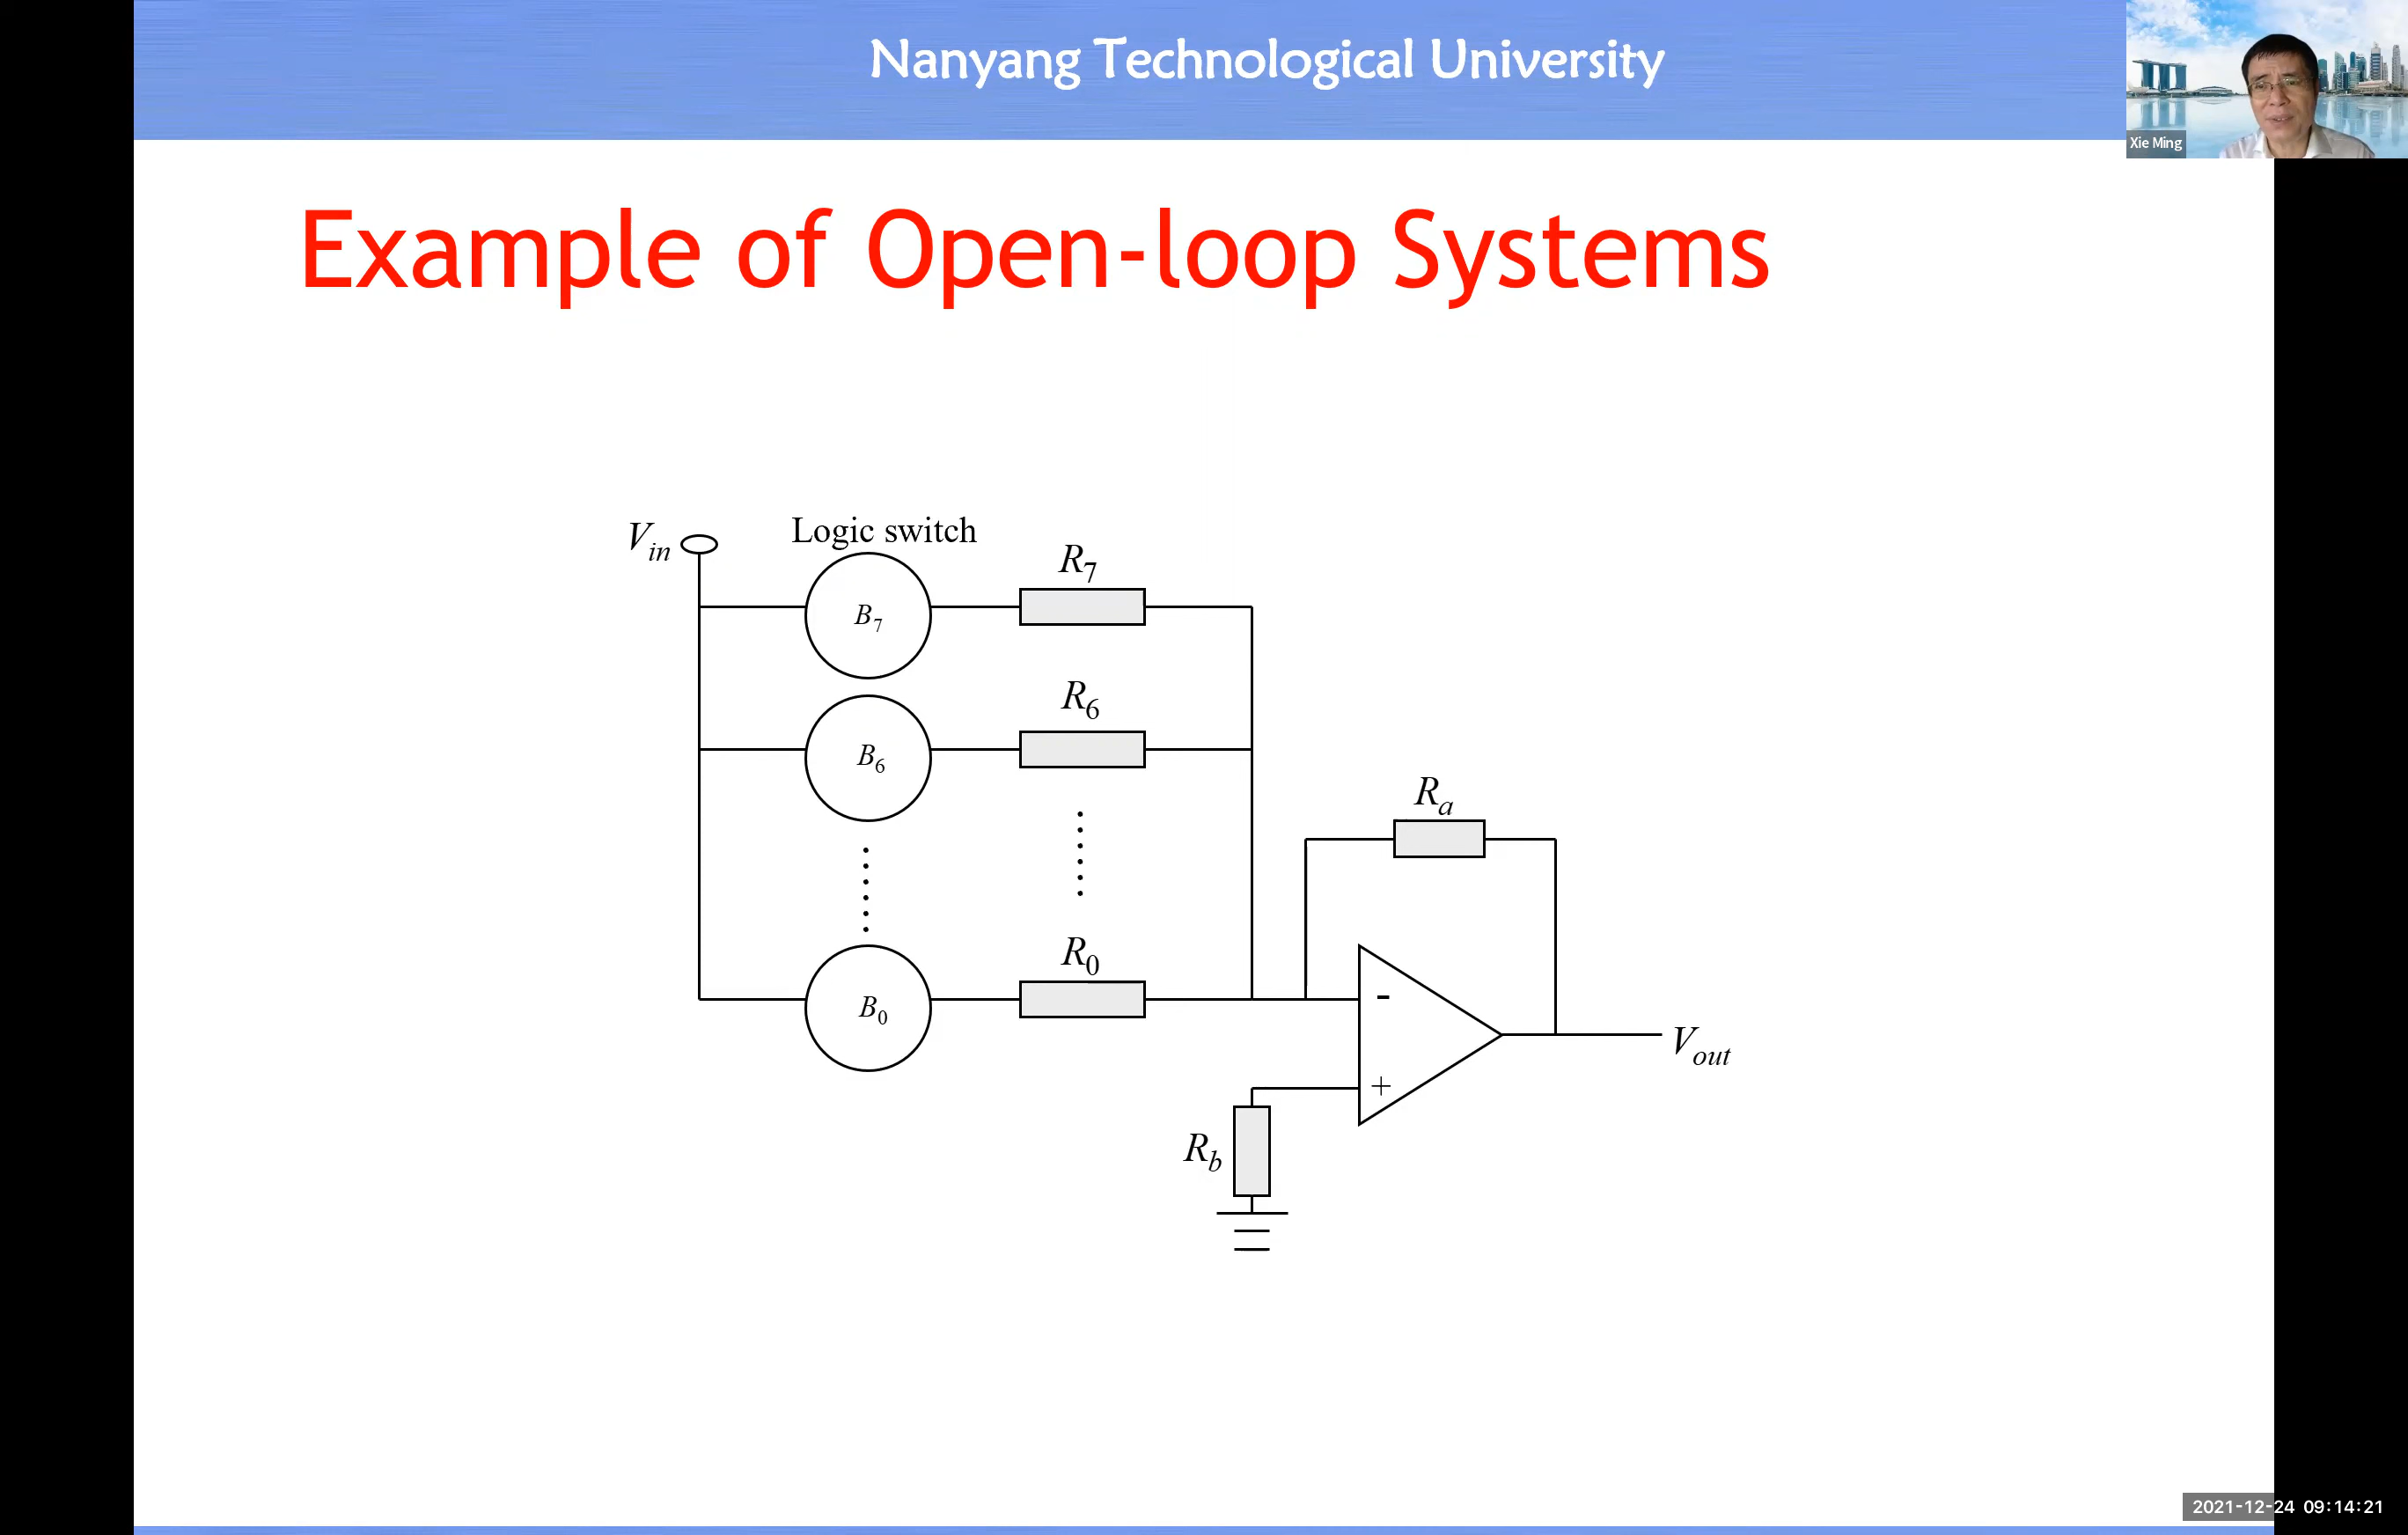 Nanyang Technological University
Xie Ming
Example of Open-loop Systems
V_in
Logic switch
R_7
B_7
R_6
B_6
R_a
R_0
B_0
-
V_out
+
R_b
2021-12-24 09:14:21